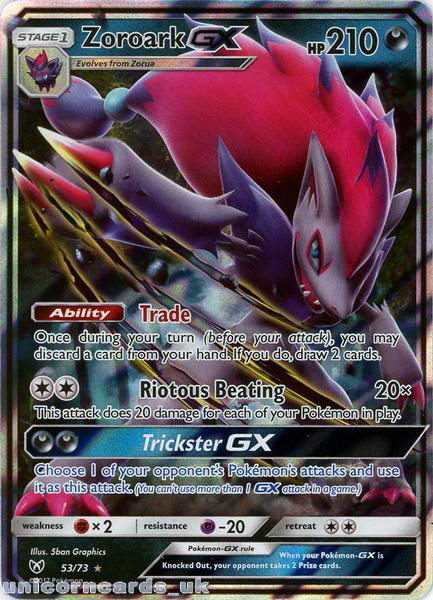 STAGE1 Zoroark GX HP210
Evolves from Zorua
Ability Trade
Once during your turn (before your attack), you may
discard a card from your hand. If you do, draw 2 cards.
Riotous Beating 20×
This attack does 20 damage for each of your Pokémon in play.
Trickster GX
Choose 1 of your opponent's Pokémon's attacks and
use it as this attack. (You can't use more than 1 GX attack in a game.)
weakness ×2 resistance -20 retreat
Illus. 5ban Graphics
Pokémon-GX rule
When your Pokémon-GX is
Knocked Out, your opponent takes 2 Prize cards.
53/73
©2017 Pokémon
unicorncards_uk